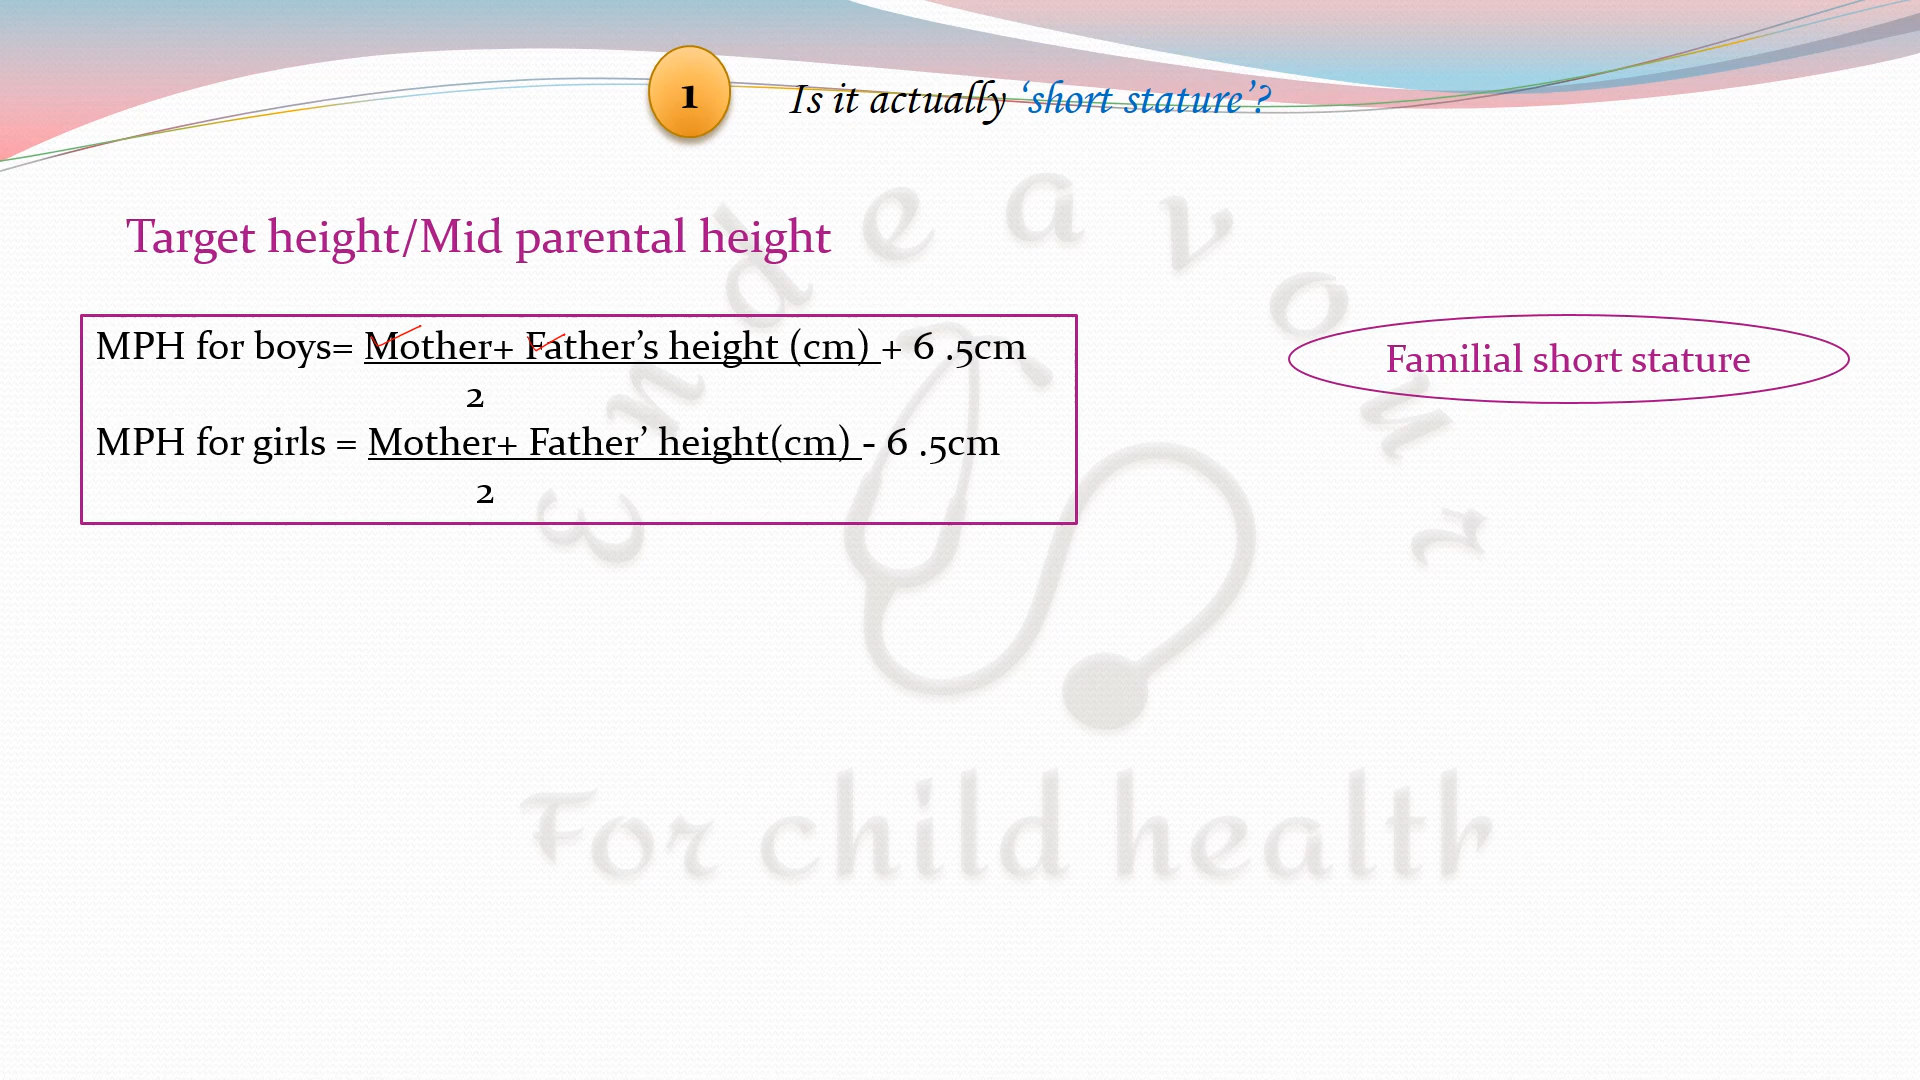 1
Is it actually ‘short stature’?
Target height/Mid parental height
MPH for boys= Mother+ Father’s height (cm) + 6 .5cm
2
MPH for girls = Mother+ Father’ height(cm) - 6 .5cm
2
Familial short stature
Endeavour
For child health